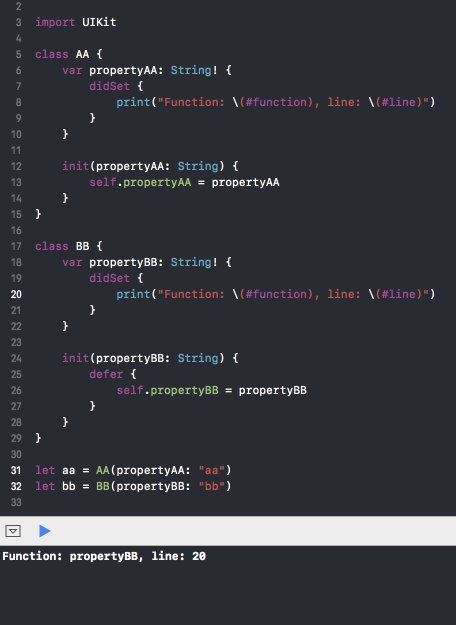 2
3 import UIKit
4
5 class AA {
6     var propertyAA: String! {
7         didSet {
8             print("Function: \(#function), line: \(#line)")
9         }
10     }
11
12     init(propertyAA: String) {
13         self.propertyAA = propertyAA
14     }
15 }
16
17 class BB {
18     var propertyBB: String! {
19         didSet {
20             print("Function: \(#function), line: \(#line)")
21         }
22     }
23
24     init(propertyBB: String) {
25         defer {
26             self.propertyBB = propertyBB
27         }
28     }
29 }
30
31 let aa = AA(propertyAA: "aa")
32 let bb = BB(propertyBB: "bb")
33
Function: propertyBB, line: 20